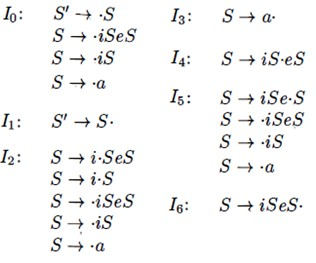 I₀: S′ → ·S
S → ·iSeS
S → ·iS
S → ·a
I₁: S′ → S·
I₂: S → i·SeS
S → i·S
S → ·iSeS
S → ·iS
S → ·a
I₃: S → a·
I₄: S → iS·eS
I₅: S → iSe·S
S → ·iSeS
S → ·iS
S → ·a
I₆: S → iSeS·